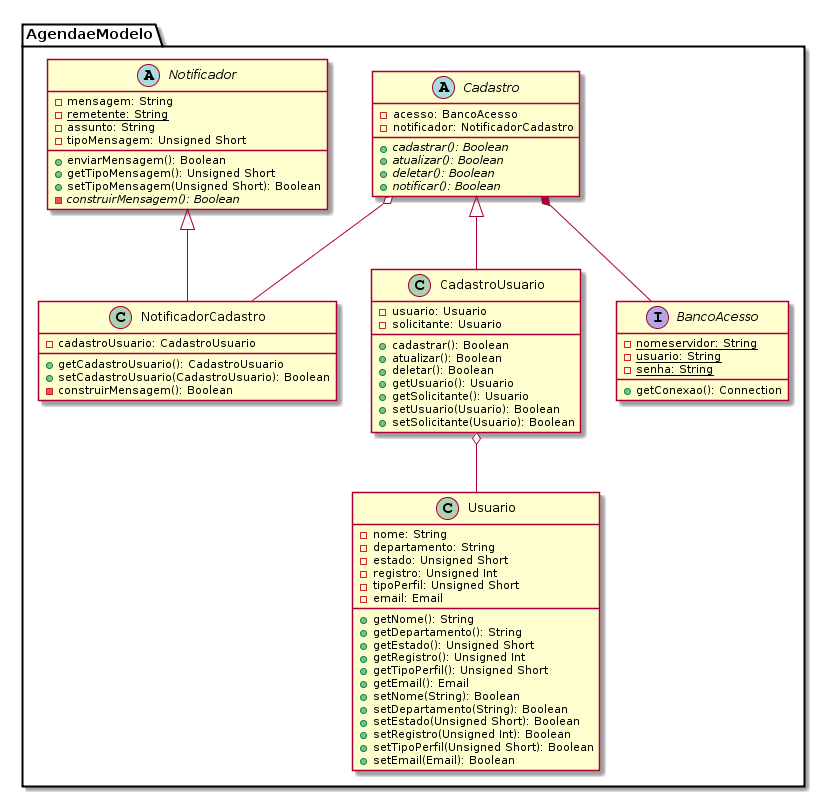 AgendaeModelo
A Notificador
mensagem: String
remetente: String
assunto: String
tipoMensagem: Unsigned Short
enviarMensagem(): Boolean
getTipoMensagem(): Unsigned Short
setTipoMensagem(Unsigned Short): Boolean
construirMensagem(): Boolean
A Cadastro
acesso: BancoAcesso
notificador: NotificadorCadastro
cadastrar(): Boolean
atualizar(): Boolean
deletar(): Boolean
notificar(): Boolean
C NotificadorCadastro
cadastroUsuario: CadastroUsuario
getCadastroUsuario(): CadastroUsuario
setCadastroUsuario(CadastroUsuario): Boolean
construirMensagem(): Boolean
C CadastroUsuario
usuario: Usuario
solicitante: Usuario
cadastrar(): Boolean
atualizar(): Boolean
deletar(): Boolean
getUsuario(): Usuario
getSolicitante(): Usuario
setUsuario(Usuario): Boolean
setSolicitante(Usuario): Boolean
I BancoAcesso
nomeservidor: String
usuario: String
senha: String
getConexao(): Connection
C Usuario
nome: String
departamento: String
estado: Unsigned Short
registro: Unsigned Int
tipoPerfil: Unsigned Short
email: Email
getNome(): String
getDepartamento(): String
getEstado(): Unsigned Short
getRegistro(): Unsigned Int
getTipoPerfil(): Unsigned Short
getEmail(): Email
setNome(String): Boolean
setDepartamento(String): Boolean
setEstado(Unsigned Short): Boolean
setRegistro(Unsigned Int): Boolean
setTipoPerfil(Unsigned Short): Boolean
setEmail(Email): Boolean